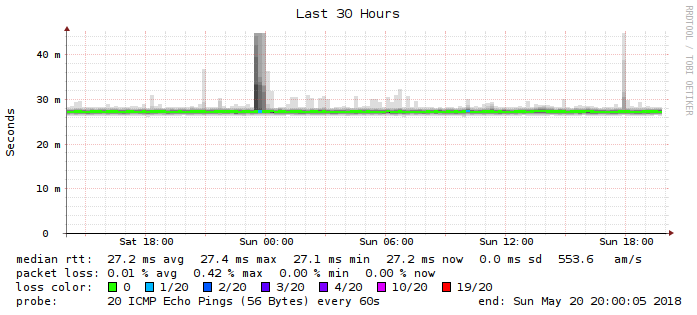 Last 30 Hours
RRDTOOL / TOBI OETIKER
Seconds
40 m
30 m
20 m
10 m
0
Sat 18:00 Sun 00:00 Sun 06:00 Sun 12:00 Sun 18:00
median rtt: 27.2 ms avg 27.4 ms max 27.1 ms min 27.2 ms now 0.0 ms sd 553.6 am/s
packet loss: 0.01 % avg 0.42 % max 0.00 % min 0.00 % now
loss color: 0 1/20 2/20 3/20 4/20 10/20 19/20
probe: 20 ICMP Echo Pings (56 Bytes) every 60s end: Sun May 20 20:00:05 2018